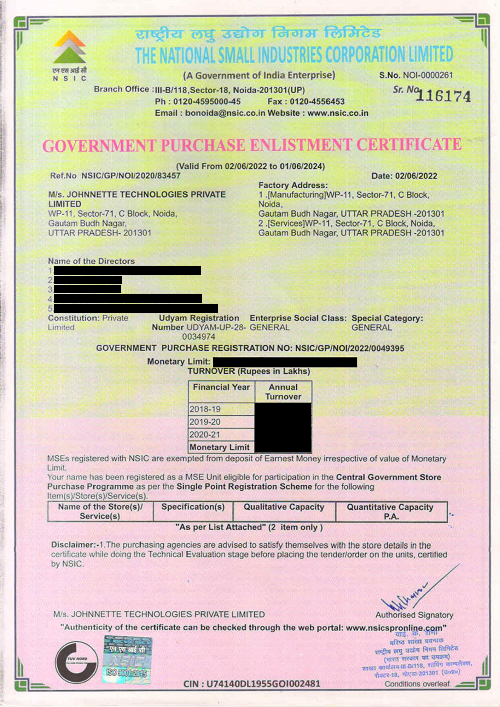 राष्ट्रीय लघु उद्योग निगम लिमिटेड
THE NATIONAL SMALL INDUSTRIES CORPORATION LIMITED
एन एस आई सी
N S I C
(A Government of India Enterprise)
S.No. NOI-0000261
Branch Office :III-B/118,Sector-18, Noida-201301(UP)
Sr. No 116174
Ph : 0120-4595000-45 Fax : 0120-4556453
Email : bonoida@nsic.co.in Website : www.nsic.co.in
GOVERNMENT PURCHASE ENLISTMENT CERTIFICATE
(Valid From 02/06/2022 to 01/06/2024)
Ref.No NSIC/GP/NOI/2020/83457
Date: 02/06/2022
M/s. JOHNNETTE TECHNOLOGIES PRIVATE
LIMITED
WP-11, Sector-71, C Block, Noida,
Gautam Budh Nagar,
UTTAR PRADESH- 201301
Factory Address:
1 .[Manufacturing]WP-11, Sector-71, C Block,
Noida,
Gautam Budh Nagar, UTTAR PRADESH -201301
2 .[Services]WP-11, Sector-71, C Block, Noida,
Gautam Budh Nagar, UTTAR PRADESH -201301
Name of the Directors
1
2
3
4
5
Constitution: Private
Limited
Udyam Registration
Number UDYAM-UP-28-
0034974
Enterprise Social Class:
GENERAL
Special Category:
GENERAL
GOVERNMENT PURCHASE REGISTRATION NO: NSIC/GP/NOI/2022/0049395
Monetary Limit:
TURNOVER (Rupees in Lakhs)
Financial Year Annual
Turnover
2018-19
2019-20
2020-21
Monetary Limit
MSEs registered with NSIC are exempted from deposit of Earnest Money irrespective of value of Monetary
Limit.
Your name has been registered as a MSE Unit eligible for participation in the Central Government Store
Purchase Programme as per the Single Point Registration Scheme for the following
Item(s)/Store(s)/Service(s).
Name of the Store(s)/
Service(s)
Specification(s)
Qualitative Capacity
Quantitative Capacity
P.A.
"As per List Attached" (2 item only )
Disclaimer:-1.The purchasing agencies are advised to satisfy themselves with the store details in the
certificate while doing the Technical Evaluation stage before placing the tender/order on the units, certified
by NSIC.
M/s. JOHNNETTE TECHNOLOGIES PRIVATE LIMITED
Authorised Signatory
"Authenticity of the certificate can be checked through the web portal: www.nsicspronline.com"
वरिष्ठ शाखा प्रबन्धक
राष्ट्रीय लघु उद्योग निगम लिमिटेड
(भारत सरकार का उपक्रम)
TUV NORD
एन एस आई सी
NSIC
CIN : U74140DL1955GOI002481
Conditions overleaf